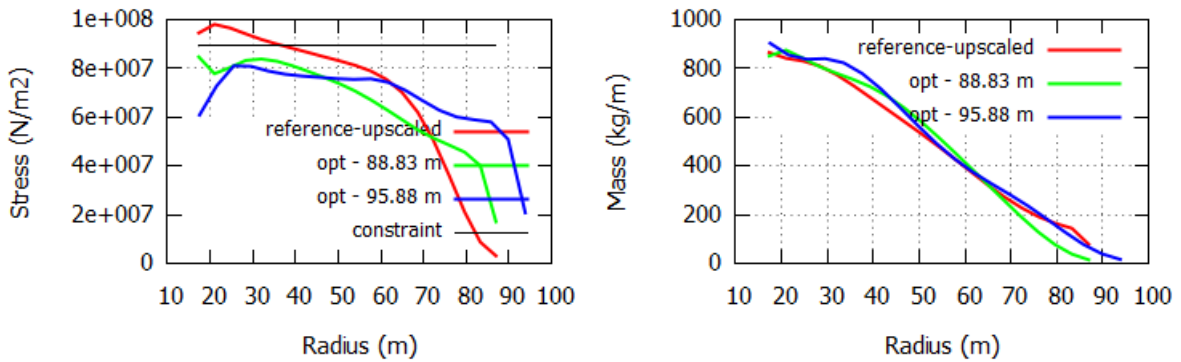 1e+008
8e+007
6e+007
4e+007
2e+007
0
Stress (N/m2)
reference-upscaled
opt - 88.83 m
opt - 95.88 m
constraint
10 20 30 40 50 60 70 80 90 100
Radius (m)
1000
800
600
400
200
0
Mass (kg/m)
reference-upscaled
opt - 88.83 m
opt - 95.88 m
10 20 30 40 50 60 70 80 90 100
Radius (m)